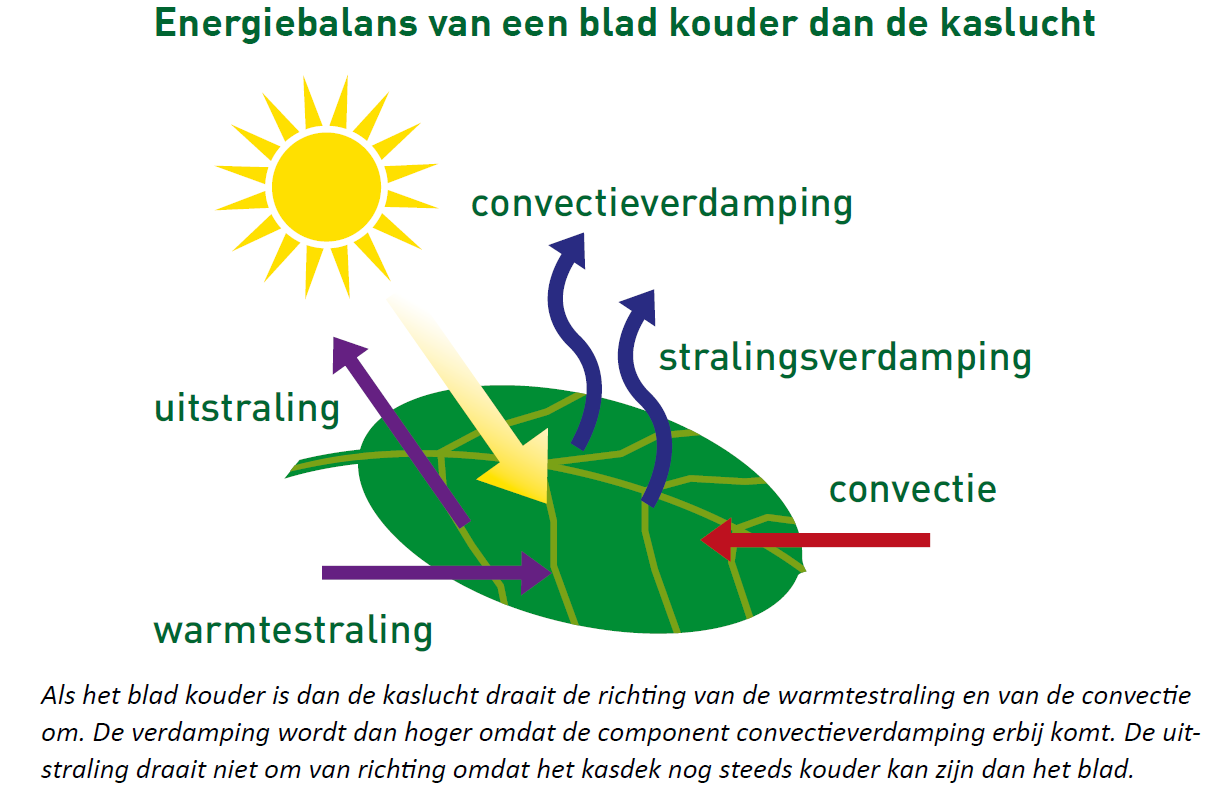 Energiebalans van een blad kouder dan de kaslucht
convectieverdamping
stralingsverdamping
uitstraling
convectie
warmtestraling
Als het blad kouder is dan de kaslucht draait de richting van de warmtestraling en van de convectie
om. De verdamping wordt dan hoger omdat de component convectieverdamping erbij komt. De uit-
straling draait niet om van richting omdat het kasdek nog steeds kouder kan zijn dan het blad.